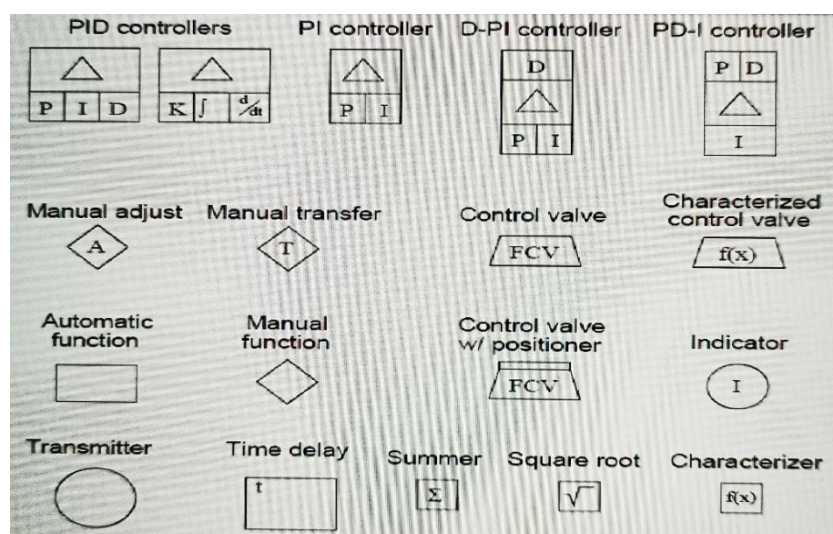 PID controllers
PI controller
D-PI controller
PD-I controller
P I D
K ∫ d/dt
P I
D
P I
P D
I
Manual adjust
Manual transfer
Control valve
Characterized
control valve
A
T
FCV
f(x)
Automatic
function
Manual
function
Control valve
w/ positioner
Indicator
FCV
I
Transmitter
Time delay
Summer
Square root
Characterizer
t
Σ
√
f(x)